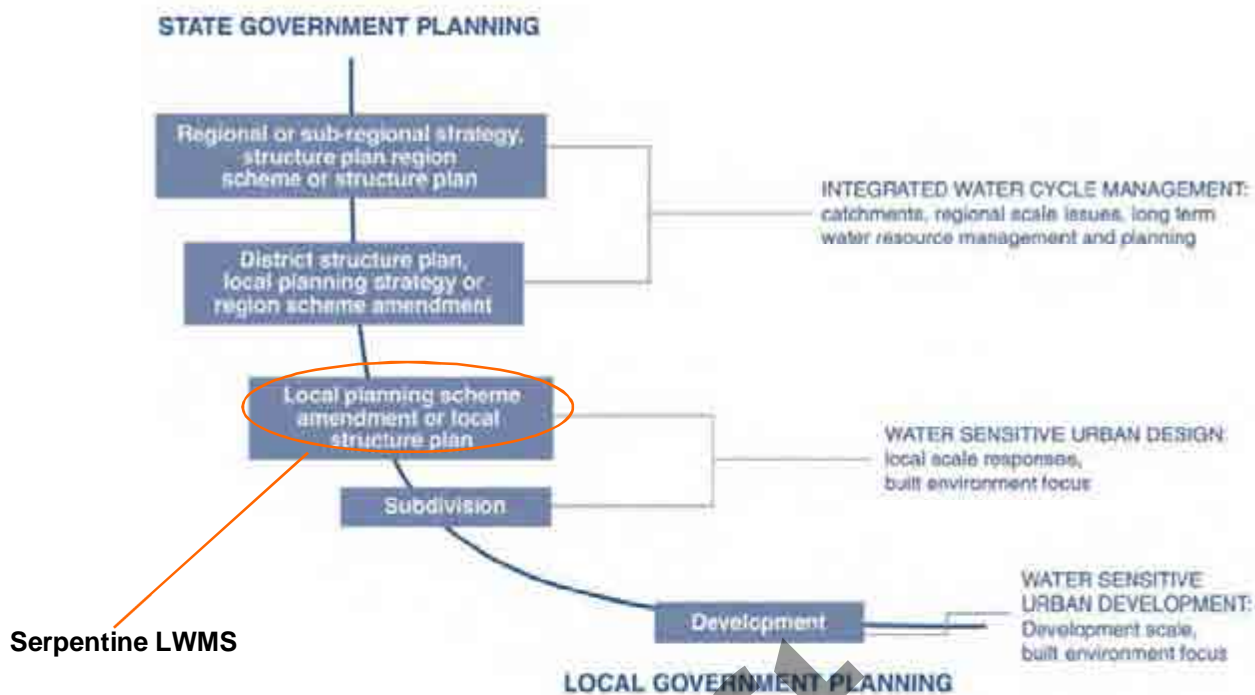 STATE GOVERNMENT PLANNING
Regional or sub-regional strategy,
structure plan region
scheme or structure plan
INTEGRATED WATER CYCLE MANAGEMENT:
catchments, regional scale issues, long term
water resource management and planning
District structure plan,
local planning strategy or
region scheme amendment
Local planning scheme
amendment or local
structure plan
WATER SENSITIVE URBAN DESIGN:
local scale responses,
built environment focus
Subdivision
Serpentine LWMS
Development
WATER SENSITIVE
URBAN DEVELOPMENT:
Development scale,
built environment focus
LOCAL GOVERNMENT PLANNING